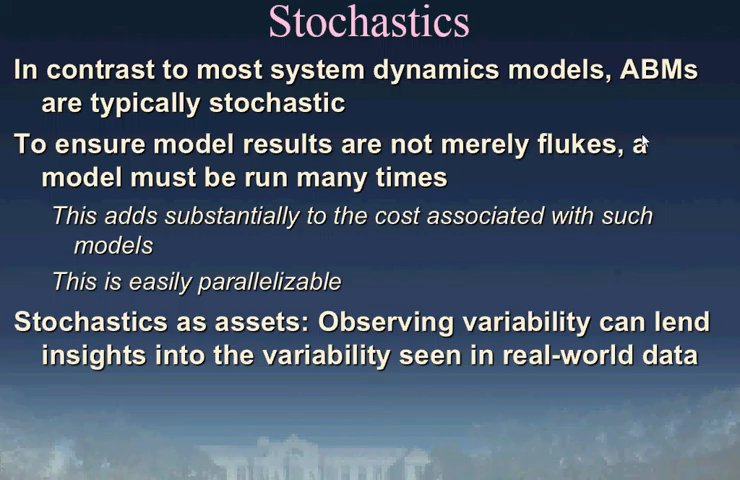 Stochastics
In contrast to most system dynamics models, ABMs
are typically stochastic
To ensure model results are not merely flukes, a
model must be run many times
This adds substantially to the cost associated with such
models
This is easily parallelizable
Stochastics as assets: Observing variability can lend
insights into the variability seen in real-world data